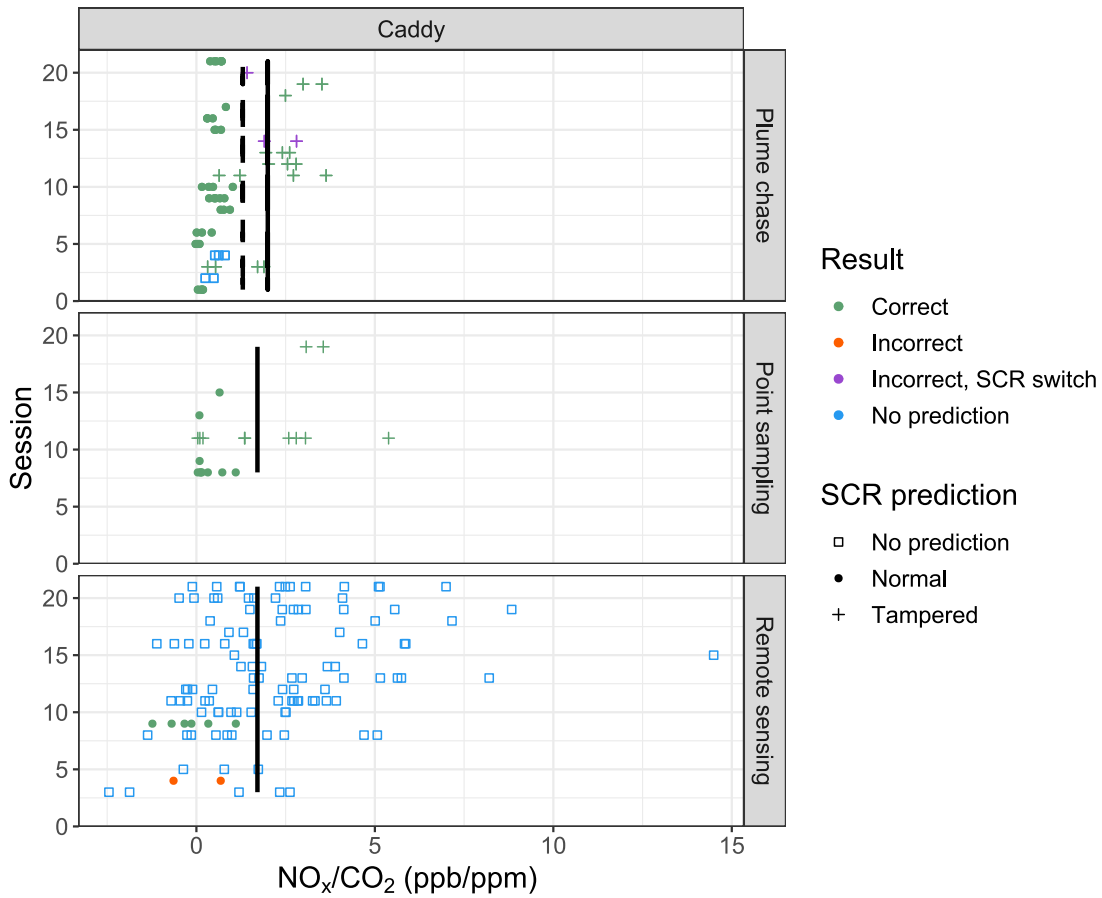 Caddy
20
15
10
5
0
Plume chase
20
15
10
5
0
Point sampling
20
15
10
5
0
Remote sensing
Session
0 5 10 15
NOₓ/CO₂ (ppb/ppm)
Result
Correct
Incorrect
Incorrect, SCR switch
No prediction
SCR prediction
No prediction
Normal
Tampered